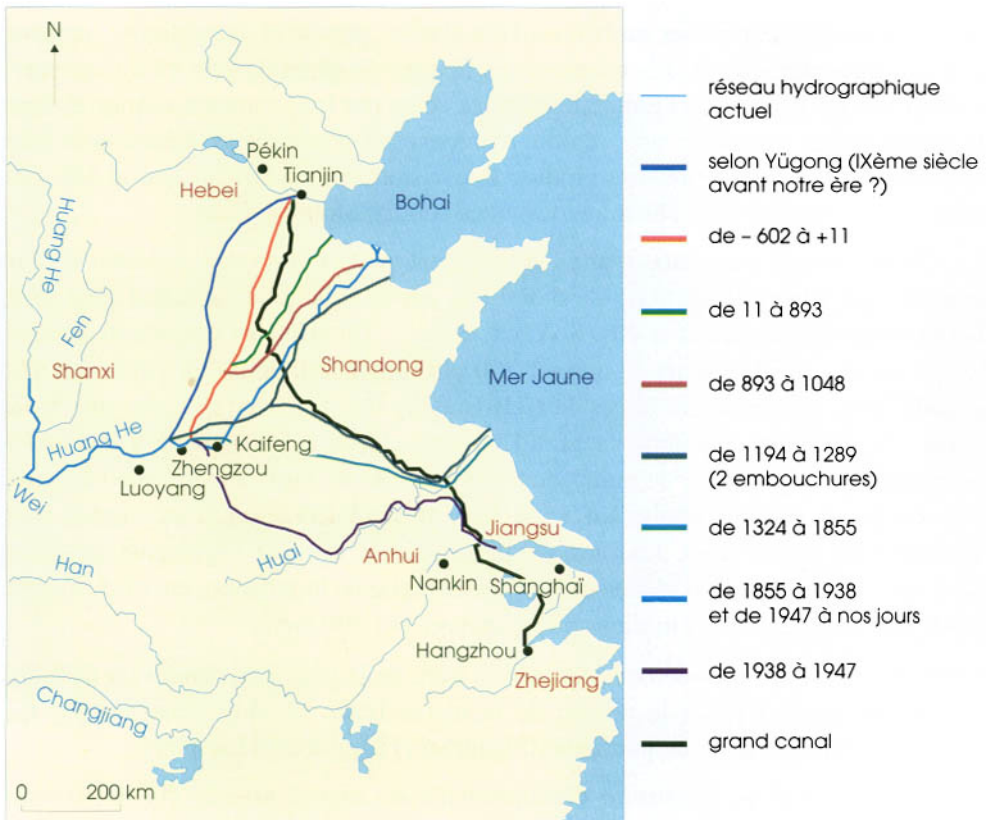 N
Pékin
Tianjin
Hebei
Bohai
Huang He
Fen
Shanxi
Shandong
Mer Jaune
Huang He
Kaifeng
Zhengzou
Luoyang
Wei
Jiangsu
Huai
Anhui
Han
Nankin
Shanghaï
Hangzhou
Zhejiang
Changjiang
0
200 km
réseau hydrographique
actuel
selon Yügong (IXème siècle
avant notre ère ?)
de – 602 à +11
de 11 à 893
de 893 à 1048
de 1194 à 1289
(2 embouchures)
de 1324 à 1855
de 1855 à 1938
et de 1947 à nos jours
de 1938 à 1947
grand canal